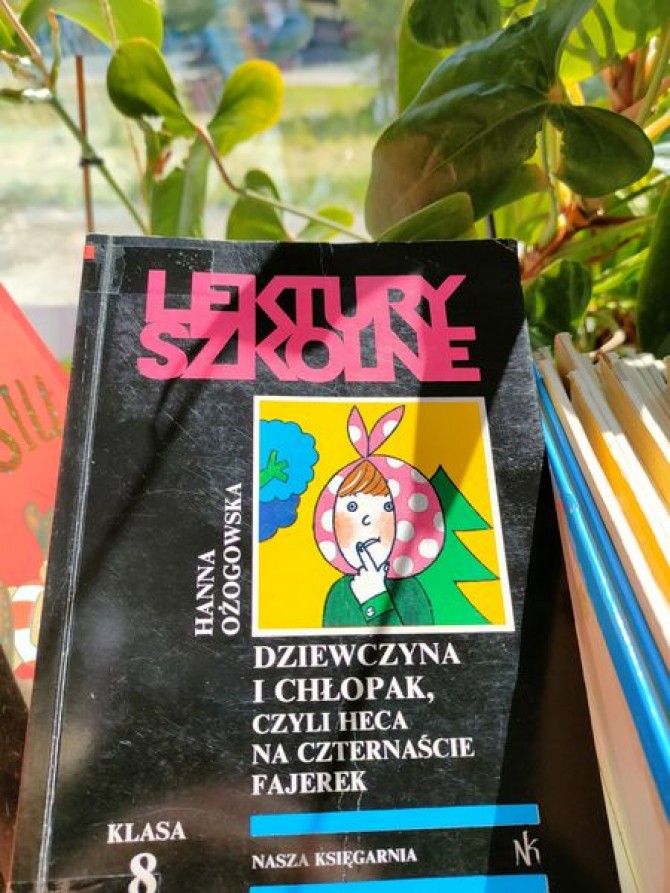 LEKTURY
SZKOLNE
HANNA
OŻOGOWSKA
DZIEWCZYNA
I CHŁOPAK,
CZYLI HECA
NA CZTERNAŚCIE
FAJEREK
KLASA
8
NASZA KSIĘGARNIA
NK